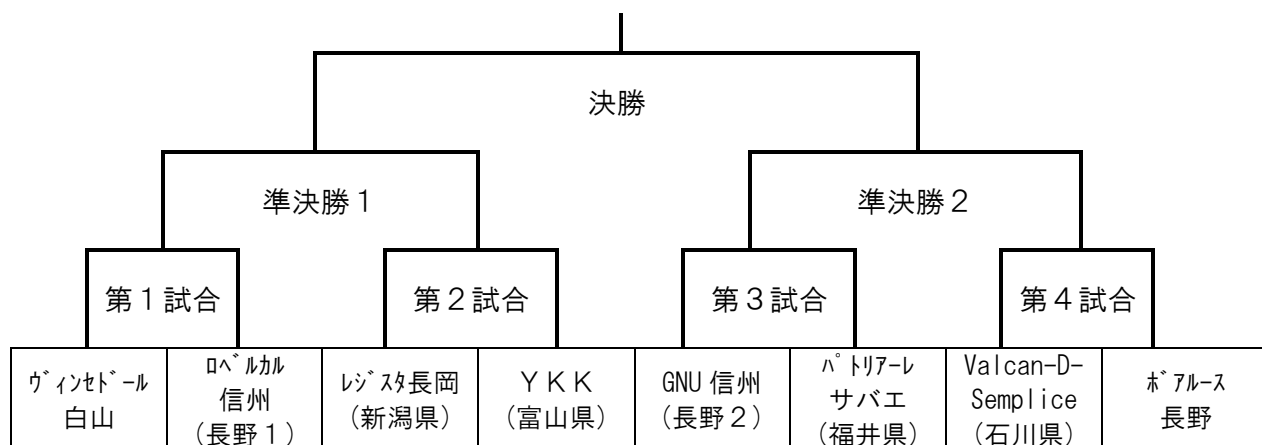 決勝
準決勝１
準決勝２
第１試合
第２試合
第３試合
第４試合
ヴィンセドール
白山
ロベルカル
信州
（長野１）
レジスタ長岡
（新潟県）
ＹＫＫ
（富山県）
GNU 信州
（長野２）
パトリアーレ
サバエ
（福井県）
Valcan-D-
Semplice
（石川県）
ボアルース
長野